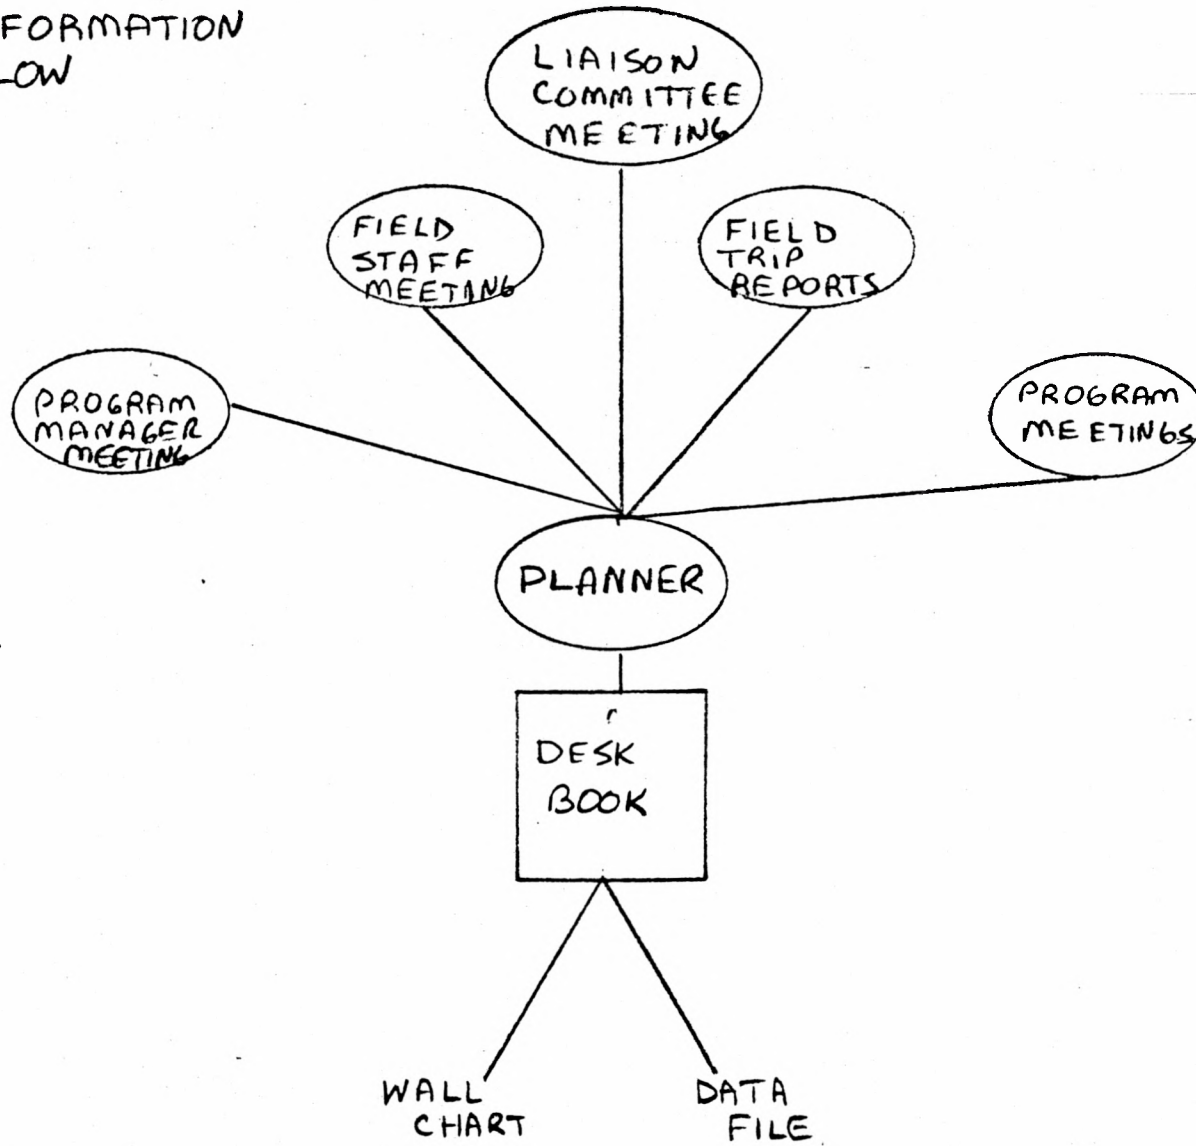 FORMATION
LOW
LIAISON
COMMITTEE
MEETING
FIELD
STAFF
MEETING
FIELD
TRIP
REPORTS
PROGRAM
MANAGER
MEETING
PROGRAM
MEETINGS
PLANNER
DESK
BOOK
WALL
CHART
DATA
FILE